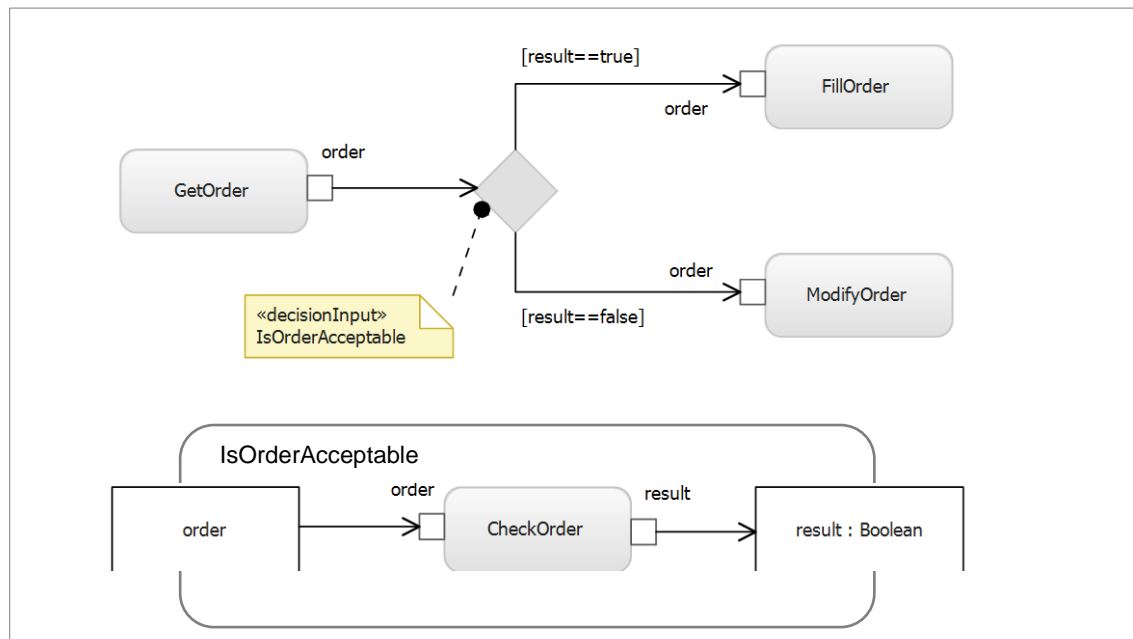 [result==true]
FillOrder
order
order
GetOrder
order
ModifyOrder
«decisionInput»
IsOrderAcceptable
[result==false]
IsOrderAcceptable
order
result
order
CheckOrder
result : Boolean